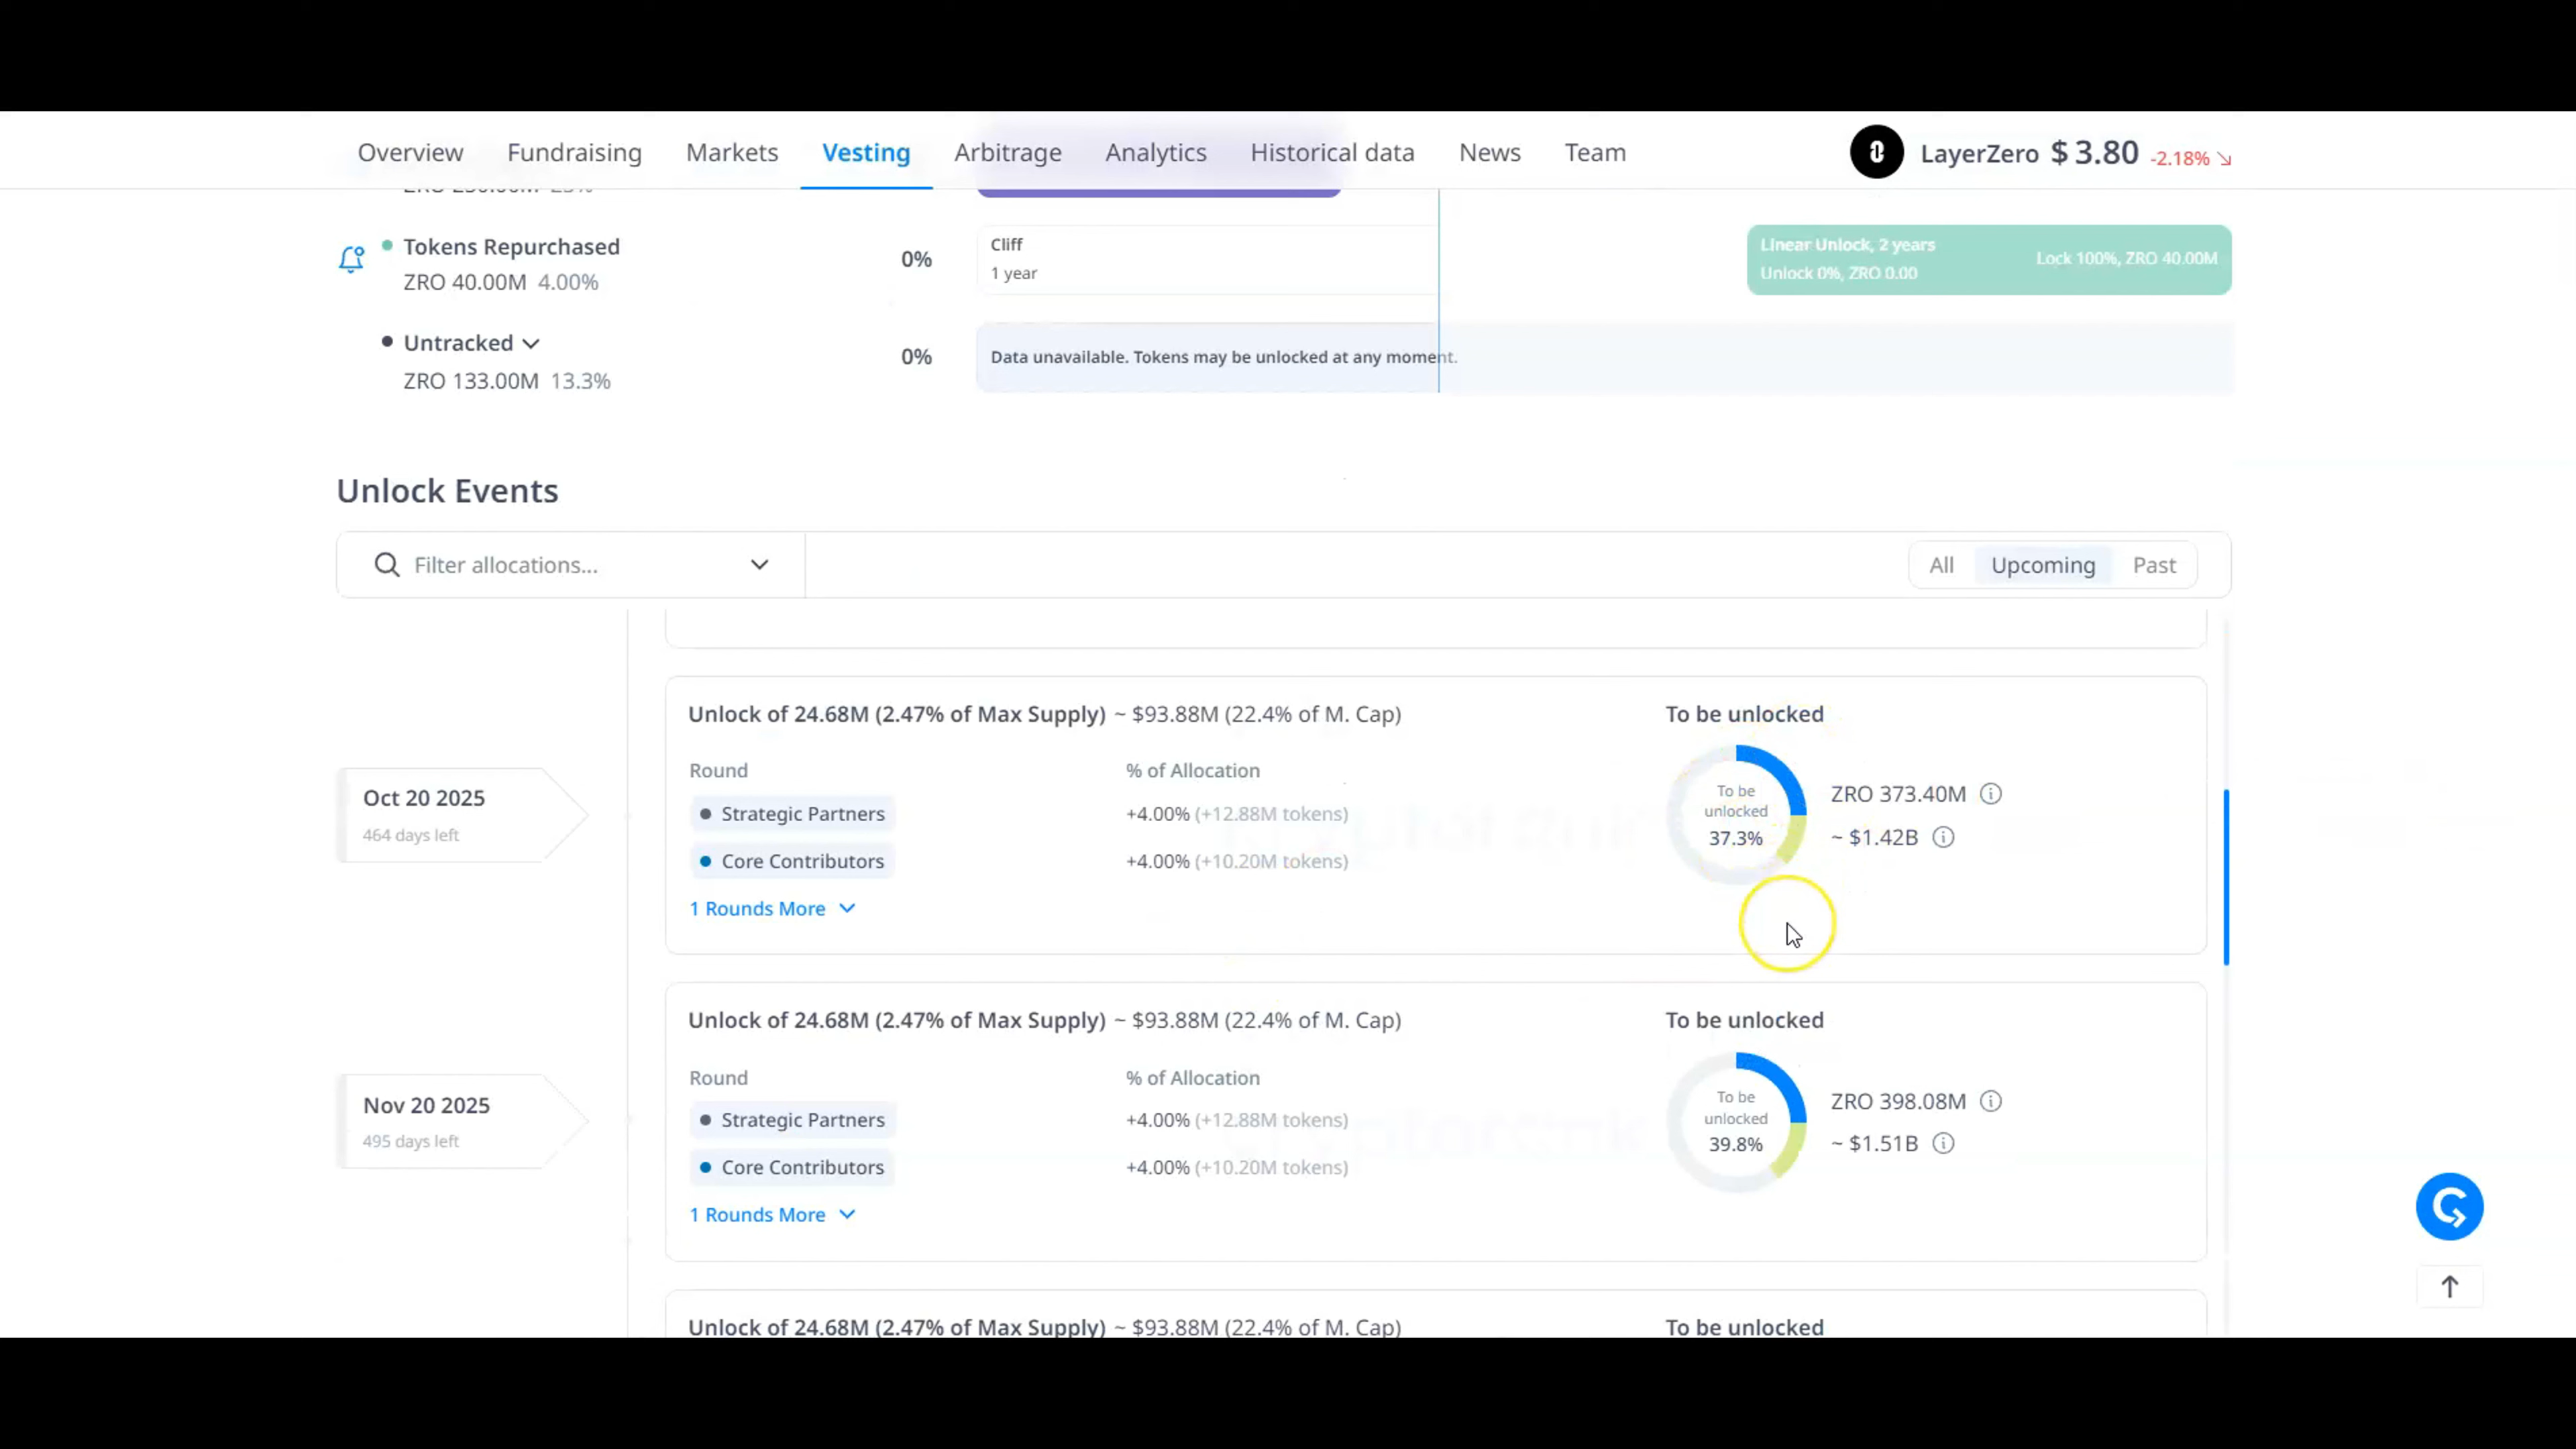 Overview Fundraising Markets Vesting Arbitrage Analytics Historical data News Team LayerZero $ 3.80 -2.18%
Tokens Repurchased
ZRO 40.00M 4.00%
0%
Cliff
1 year
Linear Unlock, 2 years
Unlock 0%, ZRO 0.00
Lock 100%, ZRO 40.00M
Untracked
ZRO 133.00M 13.3%
0%
Data unavailable. Tokens may be unlocked at any moment.
Unlock Events
Filter allocations...
All Upcoming Past
Oct 20 2025
464 days left
Unlock of 24.68M (2.47% of Max Supply) ~ $93.88M (22.4% of M. Cap)
Round % of Allocation
Strategic Partners +4.00% (+12.88M tokens)
Core Contributors +4.00% (+10.20M tokens)
1 Rounds More
To be unlocked
To be
unlocked
37.3%
ZRO 373.40M
~ $1.42B
Nov 20 2025
495 days left
Unlock of 24.68M (2.47% of Max Supply) ~ $93.88M (22.4% of M. Cap)
Round % of Allocation
Strategic Partners +4.00% (+12.88M tokens)
Core Contributors +4.00% (+10.20M tokens)
1 Rounds More
To be unlocked
To be
unlocked
39.8%
ZRO 398.08M
~ $1.51B
Unlock of 24.68M (2.47% of Max Supply) ~ $93.88M (22.4% of M. Cap)
To be unlocked